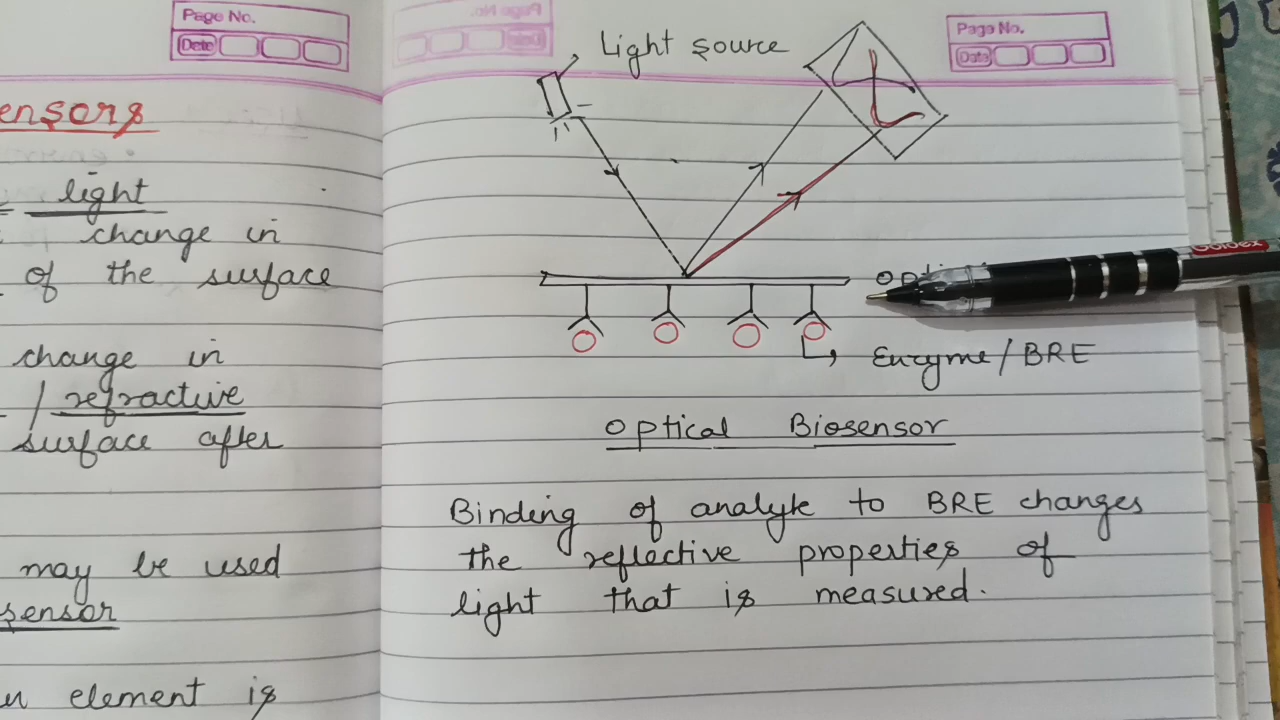 Page No.
Date
ensors
light
change in
of the surface
change in
/ refractive
surface after
may be used
sensor
element is
Page No.
Date
Light source
Opti
Enzyme/BRE
Optical Biosensor
Binding of analyte to BRE changes
the reflective properties of
light that is measured.
Goldex